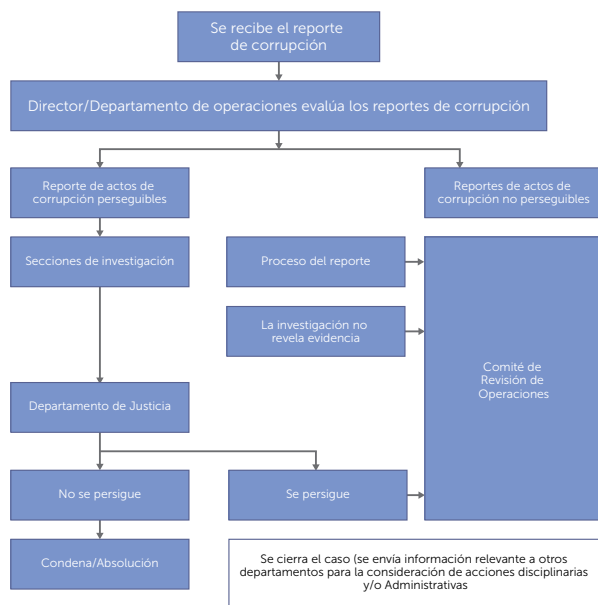 Se recibe el reporte
de corrupción
Director/Departamento de operaciones evalúa los reportes de corrupción
Reporte de actos de
corrupción perseguibles
Reportes de actos de
corrupción no perseguibles
Secciones de investigación
Proceso del reporte
La investigación no
revela evidencia
Comité de
Revisión de
Operaciones
Departamento de Justicia
No se persigue
Se persigue
Condena/Absolución
Se cierra el caso (se envía información relevante a otros
departamentos para la consideración de acciones disciplinarias
y/o Administrativas